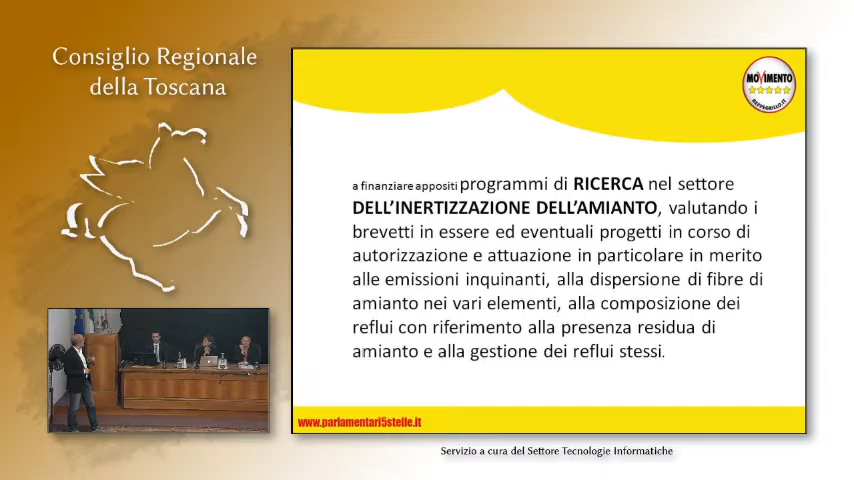 Consiglio Regionale
della Toscana
MOVIMENTO
BEPPEGRILLO.IT
a finanziare appositi programmi di RICERCA nel settore
DELL'INERTIZZAZIONE DELL'AMIANTO, valutando i
brevetti in essere ed eventuali progetti in corso di
autorizzazione e attuazione in particolare in merito
alle emissioni inquinanti, alla dispersione di fibre di
amianto nei vari elementi, alla composizione dei
reflui con riferimento alla presenza residua di
amianto e alla gestione dei reflui stessi.
www.parlamentari5stelle.it
Servizio a cura del Settore Tecnologie Informatiche